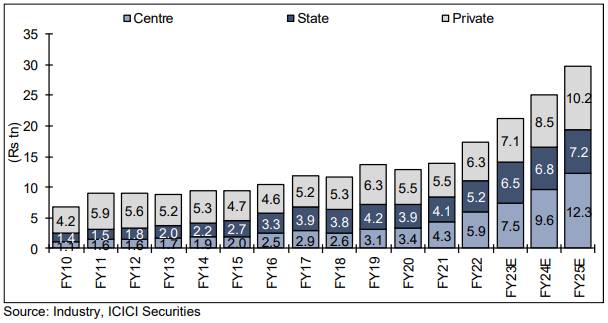 Centre State Private
(Rs tn)
35
30
25
20
15
10
5
0
4.2 5.9 5.6 5.2 5.3 4.7 4.6 5.2 5.3 6.3 5.5 5.5 6.3 7.1 8.5 10.2
1.4 1.5 1.8 2.0 2.2 2.7 3.3 3.9 3.8 4.2 3.9 4.1 5.2 6.5 6.8 7.2
1.1 1.6 1.6 1.7 1.9 2.0 2.5 2.9 2.6 3.1 3.4 4.3 5.9 7.5 9.6 12.3
FY10 FY11 FY12 FY13 FY14 FY15 FY16 FY17 FY18 FY19 FY20 FY21 FY22 FY23E FY24E FY25E
Source: Industry, ICICI Securities